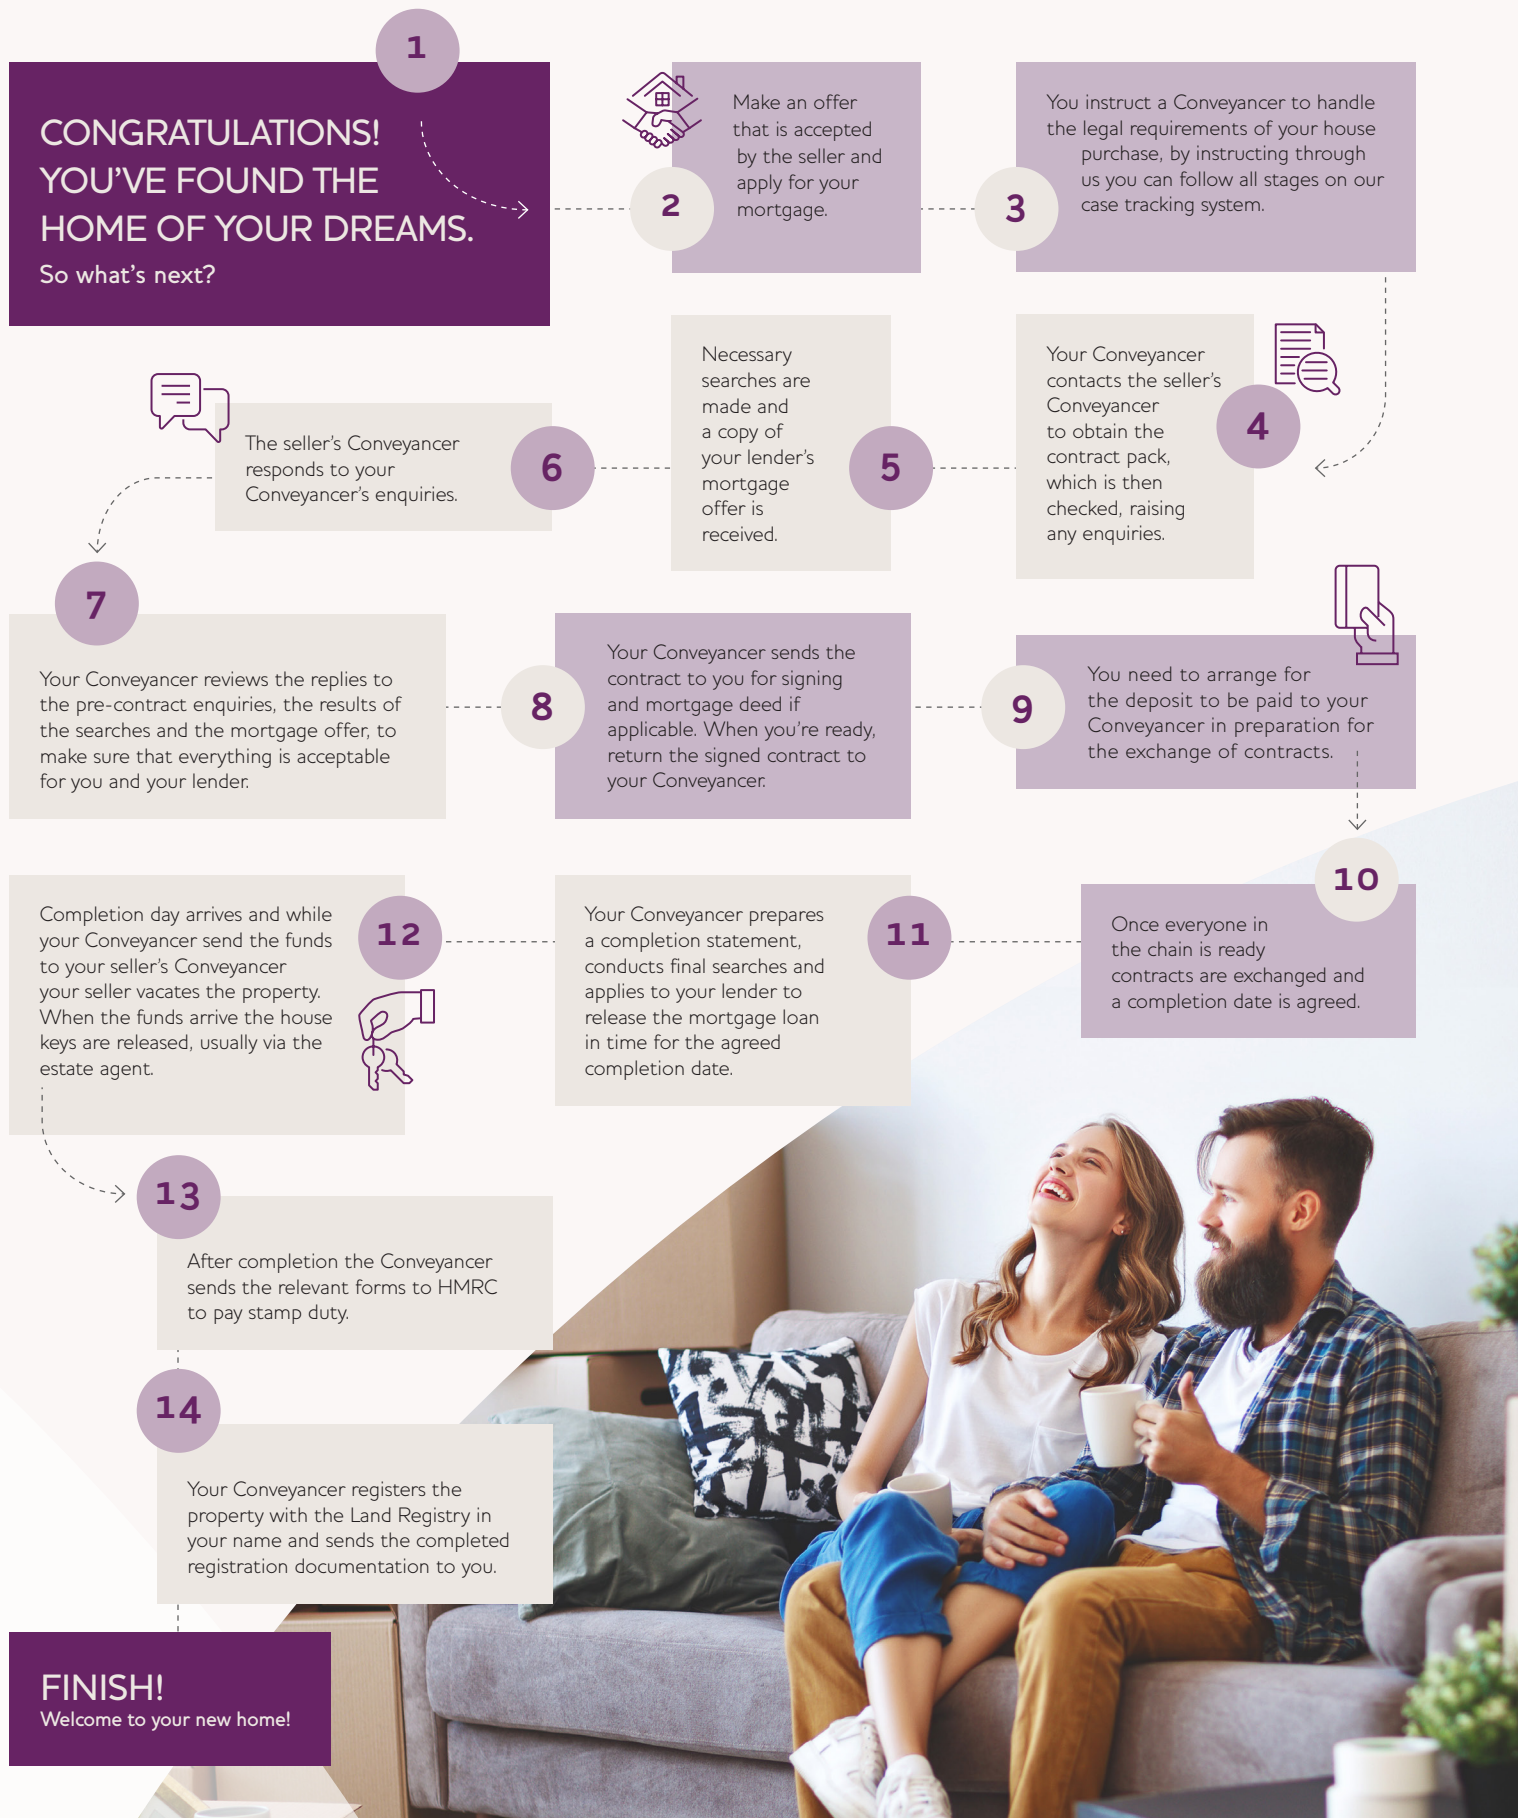 1
CONGRATULATIONS!
YOU'VE FOUND THE
HOME OF YOUR DREAMS.
So what's next?
2
Make an offer
that is accepted
by the seller and
apply for your
mortgage.
3
You instruct a Conveyancer to handle
the legal requirements of your house
purchase, by instructing through
us you can follow all stages on our
case tracking system.
4
Your Conveyancer
contacts the seller's
Conveyancer
to obtain the
contract pack,
which is then
checked, raising
any enquiries.
5
Necessary
searches are
made and
a copy of
your lender's
mortgage
offer is
received.
6
The seller's Conveyancer
responds to your
Conveyancer's enquiries.
7
Your Conveyancer reviews the replies to
the pre-contract enquiries, the results of
the searches and the mortgage offer, to
make sure that everything is acceptable
for you and your lender.
8
Your Conveyancer sends the
contract to you for signing
and mortgage deed if
applicable. When you're ready,
return the signed contract to
your Conveyancer.
9
You need to arrange for
the deposit to be paid to your
Conveyancer in preparation for
the exchange of contracts.
10
Once everyone in
the chain is ready
contracts are exchanged and
a completion date is agreed.
11
Your Conveyancer prepares
a completion statement,
conducts final searches and
applies to your lender to
release the mortgage loan
in time for the agreed
completion date.
12
Completion day arrives and while
your Conveyancer send the funds
to your seller's Conveyancer
your seller vacates the property.
When the funds arrive the house
keys are released, usually via the
estate agent.
13
After completion the Conveyancer
sends the relevant forms to HMRC
to pay stamp duty.
14
Your Conveyancer registers the
property with the Land Registry in
your name and sends the completed
registration documentation to you.
FINISH!
Welcome to your new home!